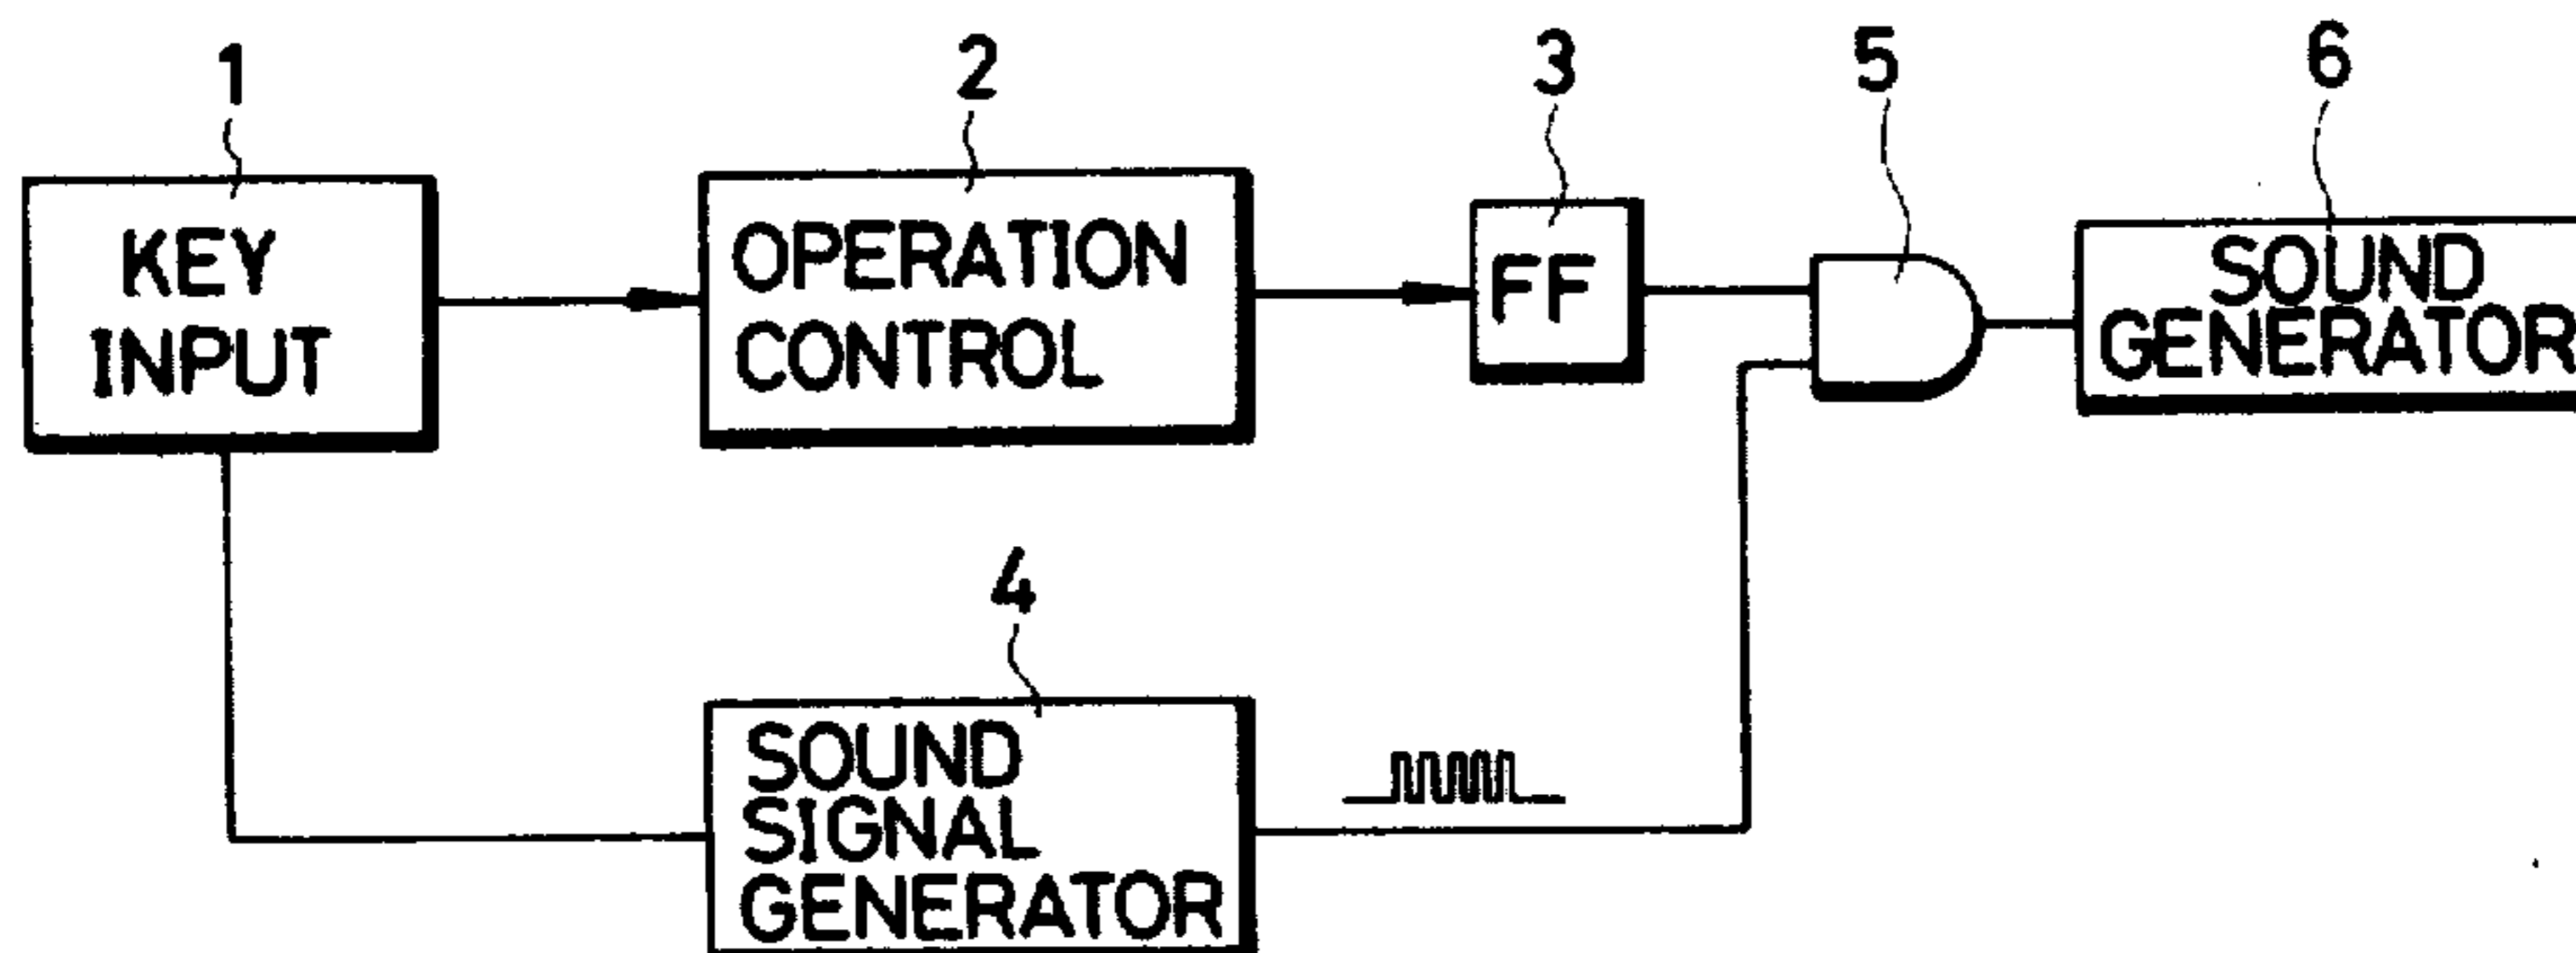 1
2
3
5
6
KEY
INPUT
OPERATION
CONTROL
FF
SOUND
GENERATOR
4
SOUND
SIGNAL
GENERATOR